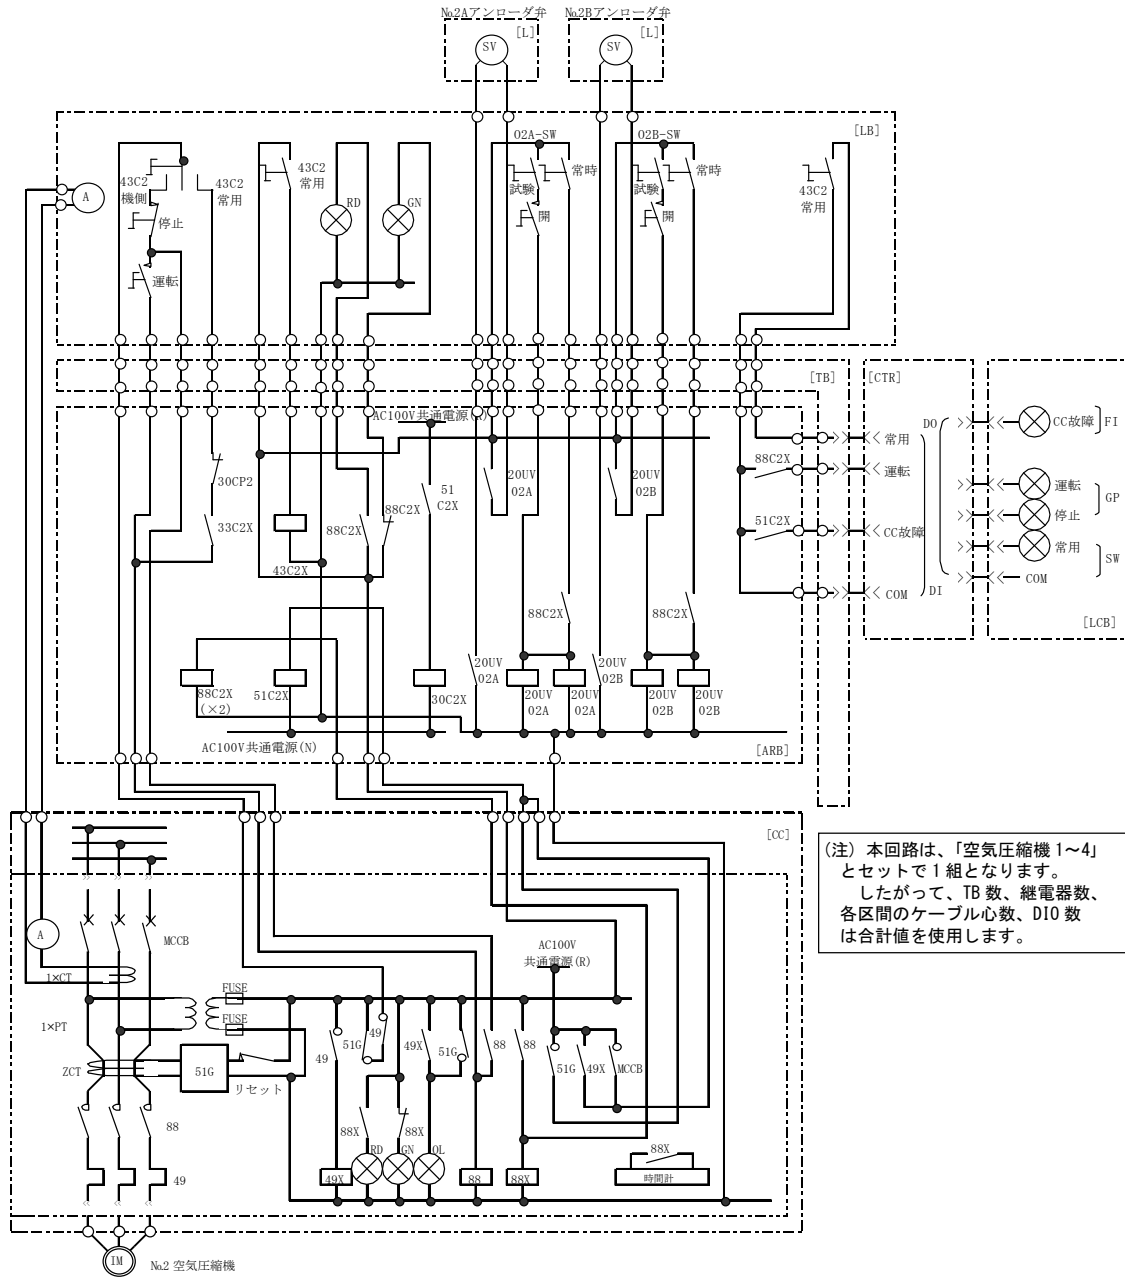 №2Aアンローダ弁
№2Bアンローダ弁
[L]
[L]
SV
SV
[LB]
02A-SW
02B-SW
43C2
機側
43C2
常用
停止
運転
43C2
常用
RD
GN
試験
常時
開
試験
常時
開
43C2
常用
A
[TB]
[CTR]
AC100V共通電源(R)
30CP2
33C2X
43C2X
88C2X
88C2X
51
C2X
20UV
02A
20UV
02B
88C2X
88C2X
88C2X
51C2X
常用
運転
CC故障
COM
DO
DI
CC故障
FI
運転
停止
GP
常用
SW
COM
[LCB]
88C2X
(×2)
51C2X
30C2X
20UV
02A
20UV
02A
20UV
02A
20UV
02B
20UV
02B
20UV
02B
AC100V共通電源(N)
[ARB]
[CC]
(注) 本回路は、「空気圧縮機1～4」
とセットで1組となります。
したがって、TB数、継電器数、
各区間のケーブル心数、DIO数
は合計値を使用します。
A
MCCB
1×CT
1×PT
FUSE
FUSE
ZCT
51G
リセット
49
51G
49
49X
51G
88
88
AC100V
共通電源(R)
51G
49X
MCCB
88
88X
88X
RD
GN
OL
49X
88
88X
88X
時間計
49
IM
№2 空気圧縮機